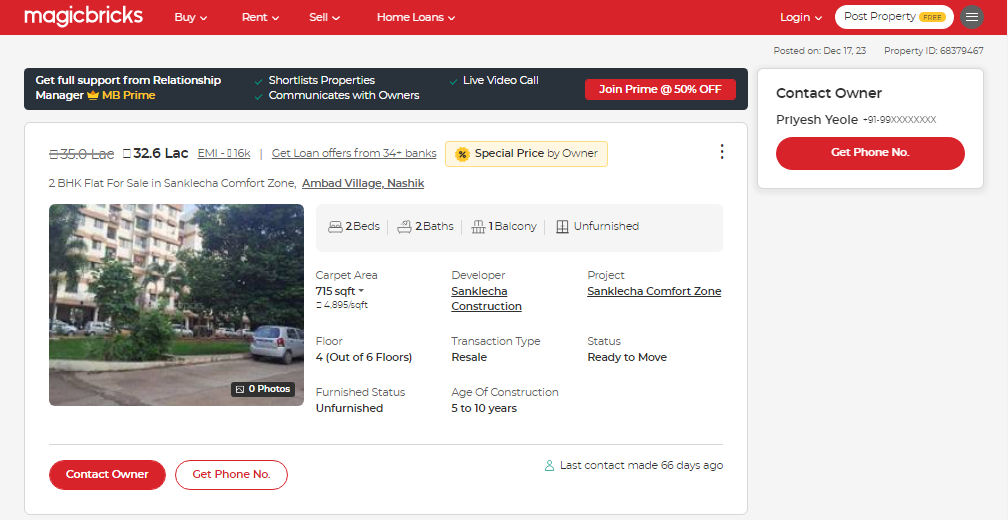 magicbricks Buy Rent Sell Home Loans Login Post Property FREE
Posted on: Dec 17, 23 Property ID: 68379467
Get full support from Relationship
Manager MB Prime
Shortlists Properties
Communicates with Owners
Live Video Call
Join Prime @ 50% OFF
Contact Owner
Priyesh Yeole +91-99XXXXXXXX
Get Phone No.
35.0 Lac 32.6 Lac EMI - 16k | Get Loan offers from 34+ banks Special Price by Owner
2 BHK Flat For Sale in Sanklecha Comfort Zone, Ambad Village, Nashik
0 Photos
2 Beds 2 Baths 1 Balcony Unfurnished
Carpet Area
715 sqft
4,895/sqft
Developer
Sanklecha
Construction
Project
Sanklecha Comfort Zone
Floor
4 (Out of 6 Floors)
Transaction Type
Resale
Status
Ready to Move
Furnished Status
Unfurnished
Age Of Construction
5 to 10 years
Contact Owner Get Phone No.
Last contact made 66 days ago